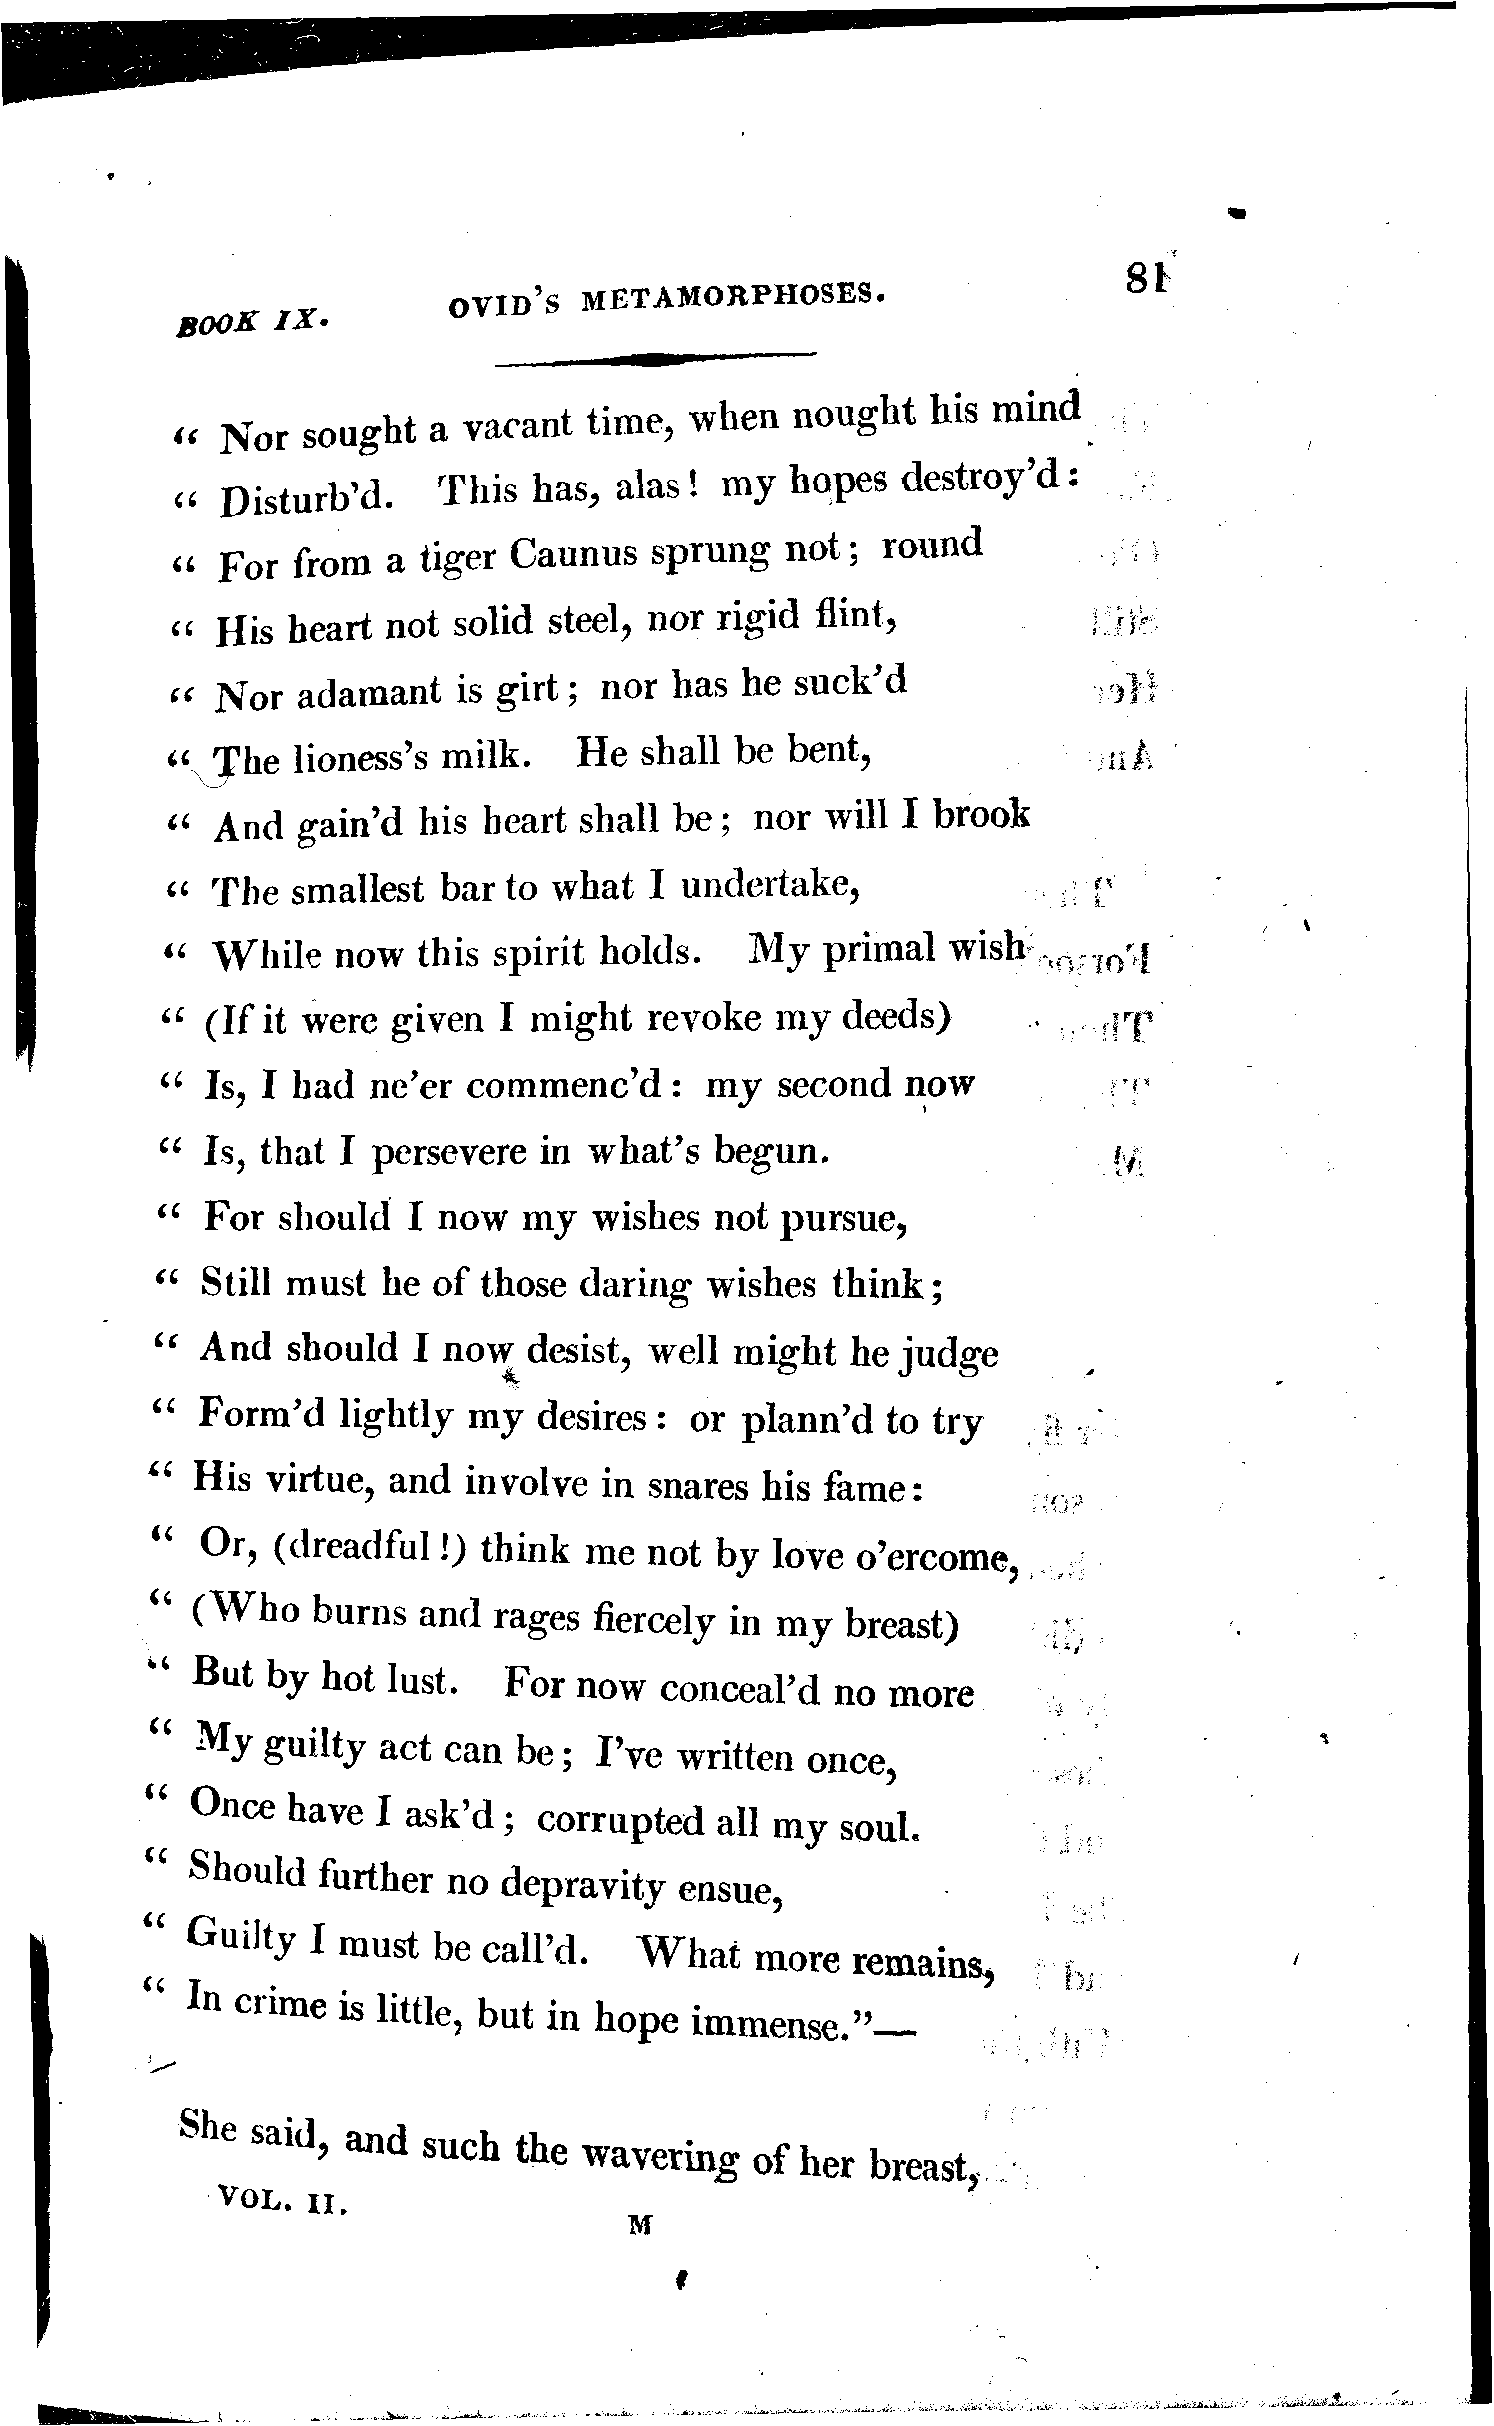 BOOK IX. OVID'S METAMORPHOSES. 81
“ Nor sought a vacant time, when nought his mind
“ Disturb'd. This has, alas! my hopes destroy'd:
“ For from a tiger Caunus sprung not; round
“ His heart not solid steel, nor rigid flint,
“ Nor adamant is girt; nor has he suck'd
“ The lioness's milk. He shall be bent,
“ And gain'd his heart shall be; nor will I brook
“ The smallest bar to what I undertake,
“ While now this spirit holds. My primal wish
“ (If it were given I might revoke my deeds)
“ Is, I had ne'er commenc'd: my second now
“ Is, that I persevere in what's begun.
“ For should I now my wishes not pursue,
“ Still must he of those daring wishes think;
“ And should I now desist, well might he judge
“ Form'd lightly my desires: or plann'd to try
“ His virtue, and involve in snares his fame:
“ Or, (dreadful!) think me not by love o'ercome,
“ (Who burns and rages fiercely in my breast)
“ But by hot lust. For now conceal'd no more
“ My guilty act can be; I've written once,
“ Once have I ask'd; corrupted all my soul.
“ Should further no depravity ensue,
“ Guilty I must be call'd. What more remains,
“ In crime is little, but in hope immense.”—
She said, and such the wavering of her breast,
VOL. II. M